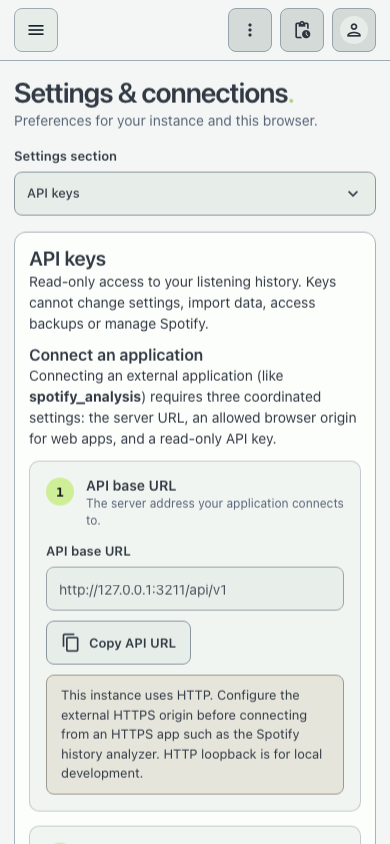 Settings & connections.
Preferences for your instance and this browser.
Settings section
API keys
API keys
Read-only access to your listening history. Keys
cannot change settings, import data, access
backups or manage Spotify.
Connect an application
Connecting an external application (like
spotify_analysis) requires three coordinated
settings: the server URL, an allowed browser origin
for web apps, and a read-only API key.
1
API base URL
The server address your application connects
to.
API base URL
http://127.0.0.1:3211/api/v1
Copy API URL
This instance uses HTTP. Configure the
external HTTPS origin before connecting
from an HTTPS app such as the Spotify
history analyzer. HTTP loopback is for local
development.